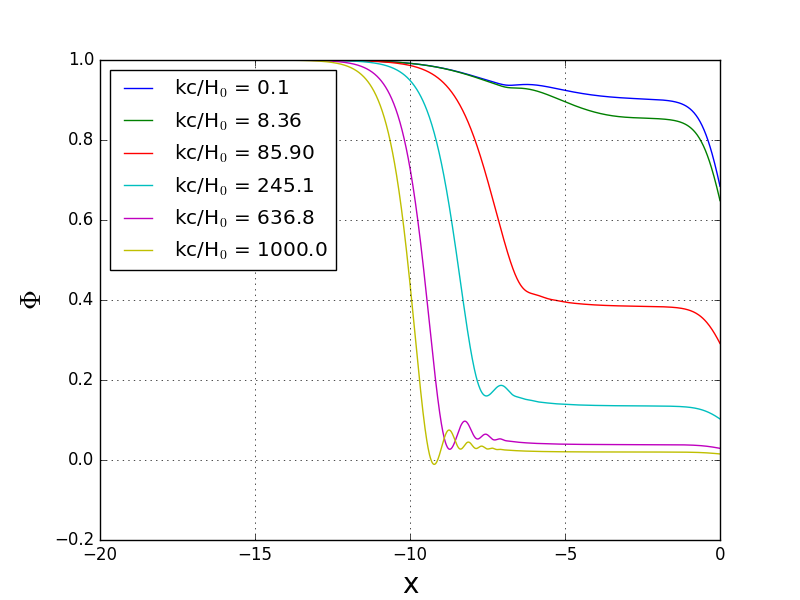 1.0
0.8
0.6
0.4
0.2
0.0
−0.2
−20
−15
−10
−5
0
x
Φ
kc/H₀ = 0.1
kc/H₀ = 8.36
kc/H₀ = 85.90
kc/H₀ = 245.1
kc/H₀ = 636.8
kc/H₀ = 1000.0